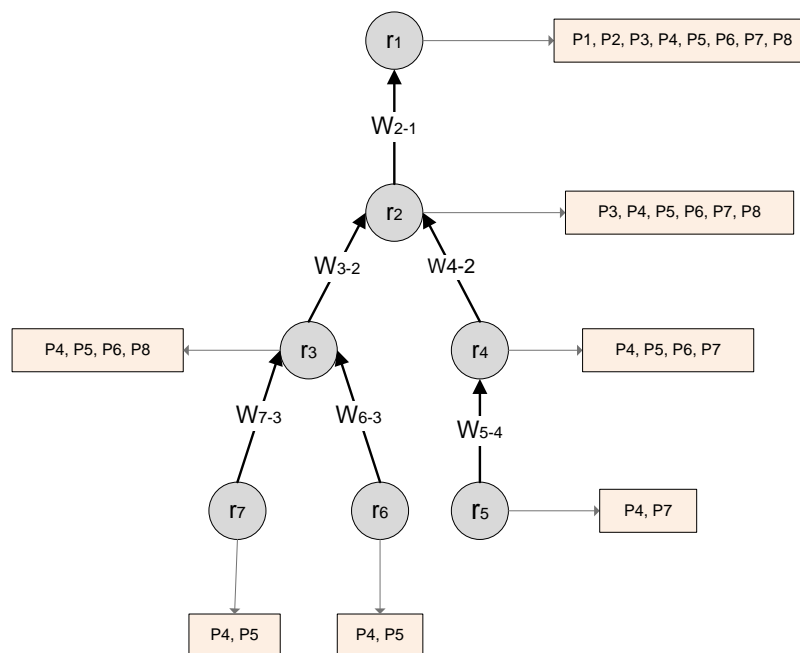 r1
P1, P2, P3, P4, P5, P6, P7, P8
W2-1
r2
P3, P4, P5, P6, P7, P8
W3-2
W4-2
P4, P5, P6, P8
r3
r4
P4, P5, P6, P7
W7-3
W6-3
W5-4
r7
r6
r5
P4, P7
P4, P5
P4, P5